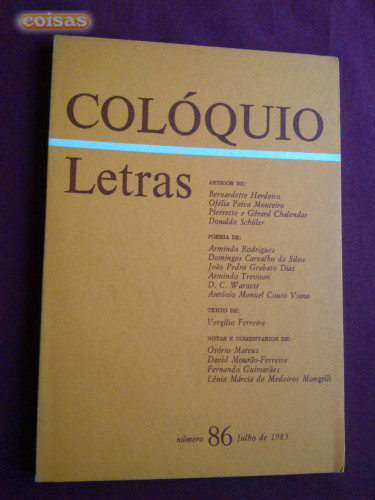 coisas
COLÓQUIO
Letras
ARTIGOS DE:
Bernardette Herdeiro
Ofélia Paiva Monteiro
Pierrette e Gérard Chalendar
Donaldo Schüler
POESIA DE:
Armindo Rodrigues
Domingos Carvalho da Silva
João Pedro Grabato Dias
Armindo Trevisan
D. C. Warnest
António Manuel Couto Viana
TEXTO DE:
Vergílio Ferreira
NOTAS E COMENTÁRIOS DE:
Osório Mateus
David Mourão-Ferreira
Fernando Guimarães
Lênia Márcia de Medeiros Mongelli
número 86 Julho de 1985